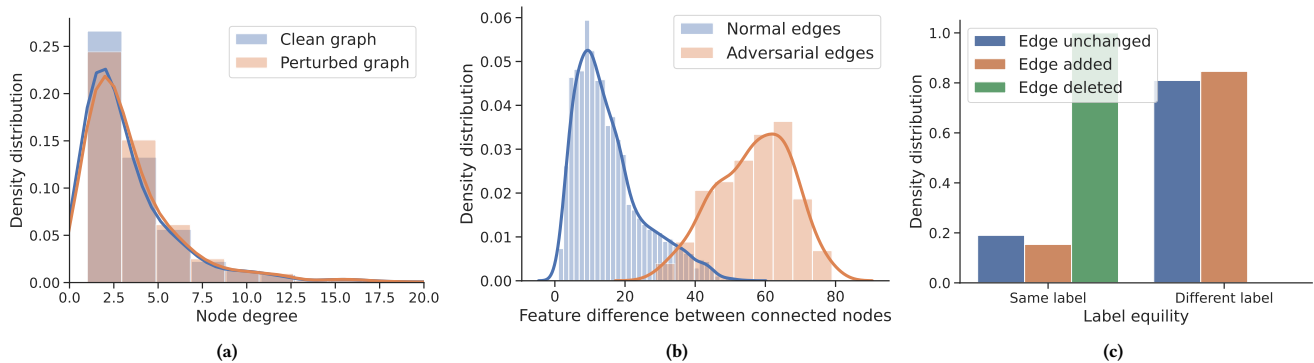 Density distribution
0.25
0.20
0.15
0.10
0.05
0.00
Clean graph
Perturbed graph
0.0 2.5 5.0 7.5 10.0 12.5 15.0 17.5 20.0
Node degree
(a)
Density distribution
0.06
0.05
0.04
0.03
0.02
0.01
0.00
Normal edges
Adversarial edges
0 20 40 60 80
Feature difference between connected nodes
(b)
Density distribution
1.0
0.8
0.6
0.4
0.2
0.0
Edge unchanged
Edge added
Edge deleted
Same label Different label
Label equility
(c)